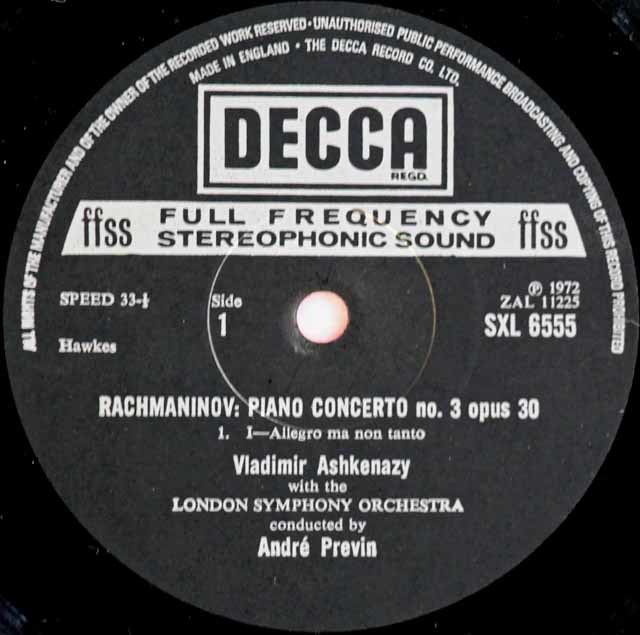 ALL RIGHTS OF THE MANUFACTURER AND OF THE OWNER OF THE RECORDED WORK RESERVED · UNAUTHORISED PUBLIC PERFORMANCE BROADCASTING AND COPYING OF THIS RECORD PROHIBITED
MADE IN ENGLAND · THE DECCA RECORD CO. LTD.
DECCA
REGD.
ffss FULL FREQUENCY STEREOPHONIC SOUND ffss
SPEED 33-⅓
Side
1
℗ 1972
ZAL 11225
SXL 6555
Hawkes
RACHMANINOV: PIANO CONCERTO no. 3 opus 30
1. I—Allegro ma non tanto
Vladimir Ashkenazy
with the
LONDON SYMPHONY ORCHESTRA
conducted by
André Previn